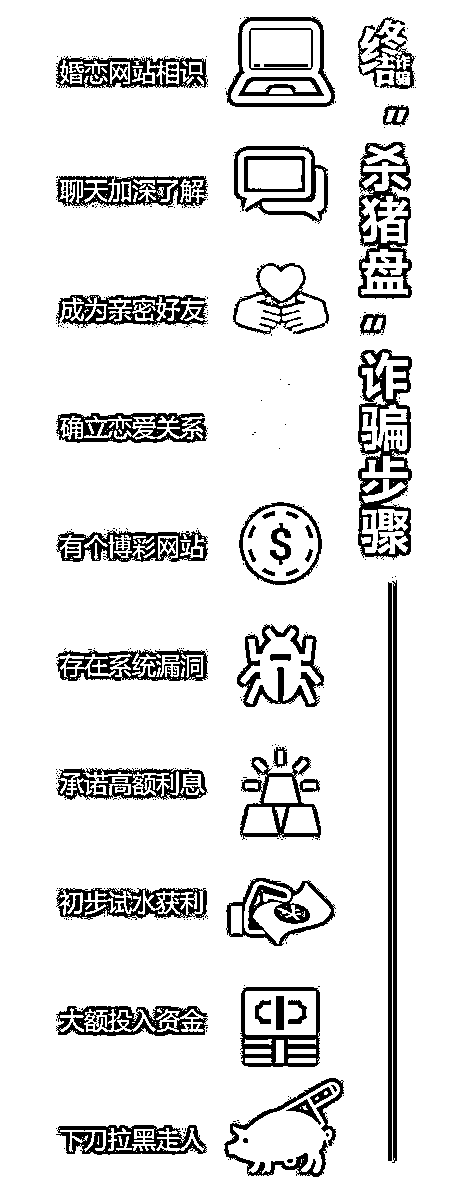 终诈骗
“杀猪盘”诈骗步骤
婚恋网站相识
聊天加深了解
成为亲密好友
确立恋爱关系
有个博彩网站
存在系统漏洞
承诺高额利息
初步试水获利
大额投入资金
下刃拉黑走人